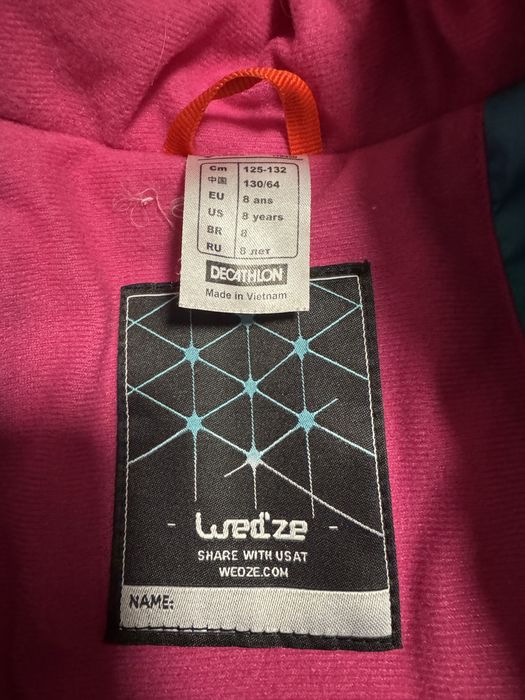 Cm 125-132
中国 130/64
EU 8 ans
US 8 years
BR 8
RU 8 лет
DECATHLON
Made in Vietnam
- Wed'ze -
SHARE WITH US AT
WEDZE.COM
NAME: